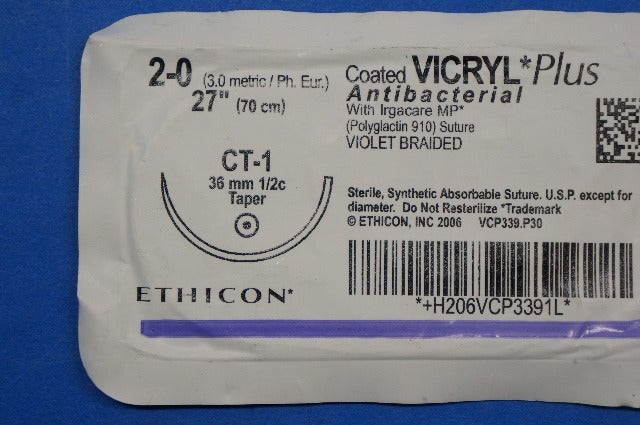 2-0 (3.0 metric / Ph. Eur.)
27" (70 cm)
CT-1
36 mm 1/2c
Taper
ETHICON*
Coated VICRYL* Plus
Antibacterial
With Irgacare MP*
(Polyglactin 910) Suture
VIOLET BRAIDED
Sterile, Synthetic Absorbable Suture. U.S.P. except for
diameter. Do Not Resterilize *Trademark
© ETHICON, INC 2006 VCP339.P30
*+H206VCP3391L*